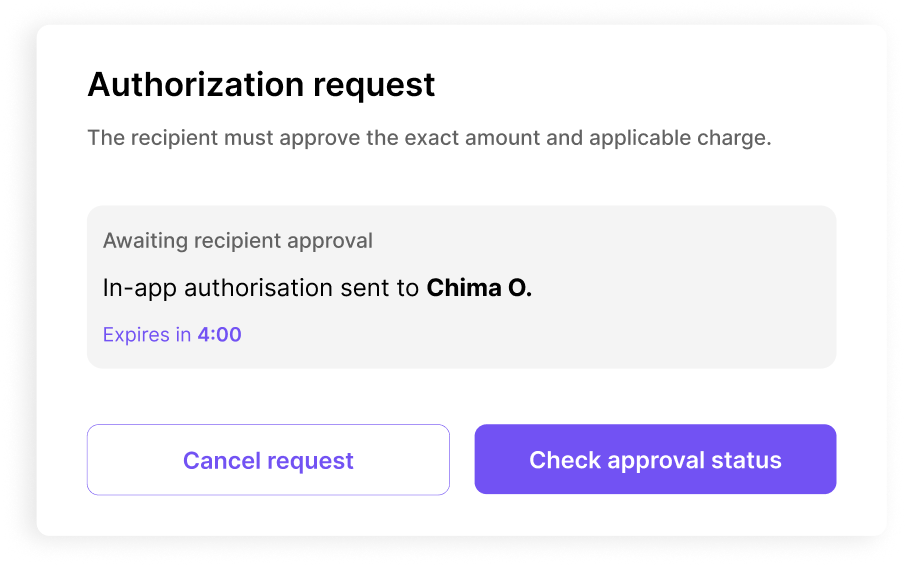 Authorization request
The recipient must approve the exact amount and applicable charge.
Awaiting recipient approval
In-app authorisation sent to Chima O.
Expires in 4:00
Cancel request
Check approval status